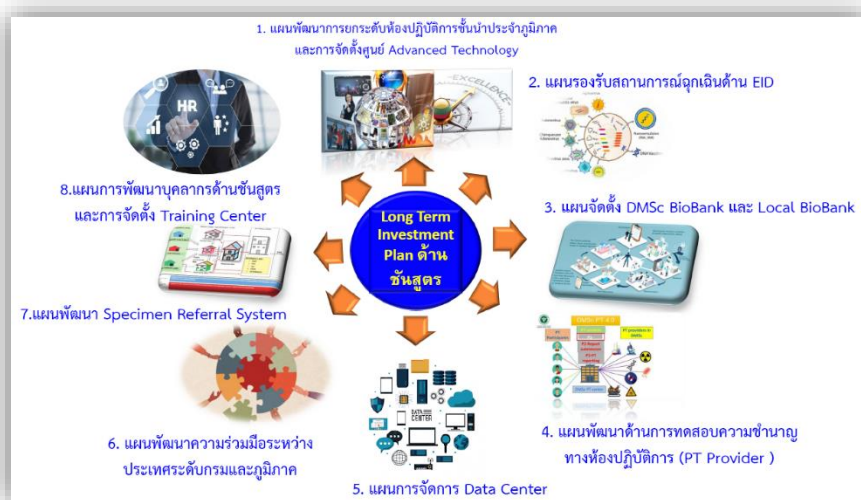 1. แผนพัฒนาการยกระดับห้องปฏิบัติการชั้นนำประจำภูมิภาค
และการจัดตั้งศูนย์ Advanced Technology
EXCELLENCE
2. แผนรองรับสถานการณ์ฉุกเฉินด้าน EID
3. แผนจัดตั้ง DMSc BioBank และ Local BioBank
4. แผนพัฒนาด้านการทดสอบความชำนาญ
ทางห้องปฏิบัติการ (PT Provider )
DATA
CENTER
5. แผนการจัดการ Data Center
6. แผนพัฒนาความร่วมมือระหว่าง
ประเทศระดับกรมและภูมิภาค
7.แผนพัฒนา Specimen Referral System
HR
8.แผนการพัฒนาบุคลากรด้านชันสูตร
และการจัดตั้ง Training Center
Long Term
Investment
Plan ด้าน
ชันสูตร